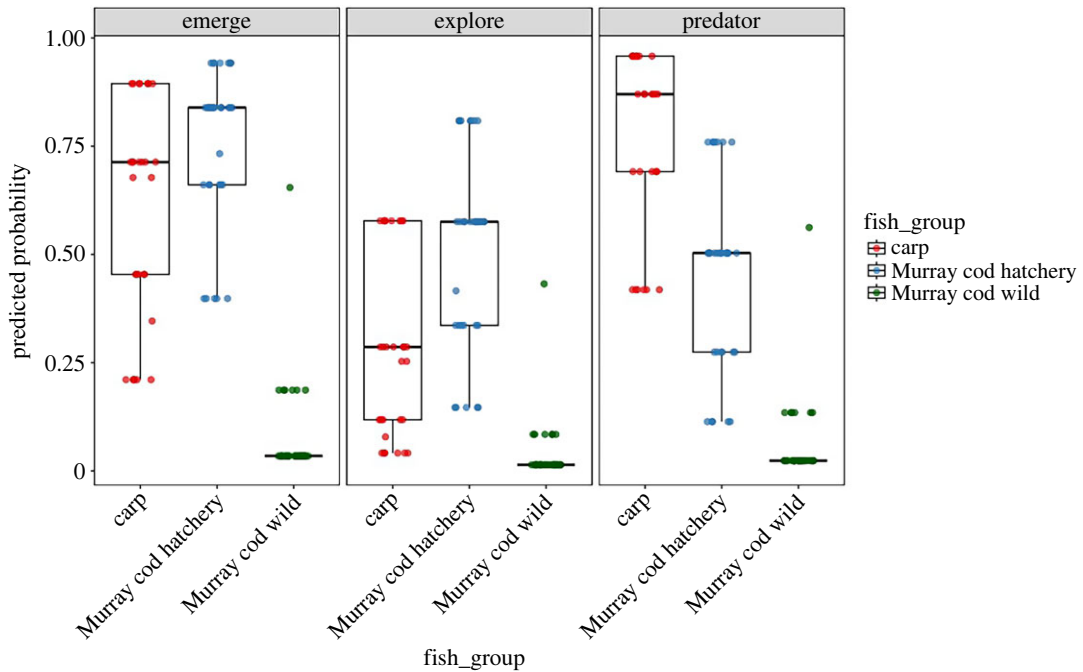 emerge
explore
predator
predicted probability
1.00
0.75
0.50
0.25
0
carp
Murray cod hatchery
Murray cod wild
carp
Murray cod hatchery
Murray cod wild
carp
Murray cod hatchery
Murray cod wild
fish_group
fish_group
carp
Murray cod hatchery
Murray cod wild